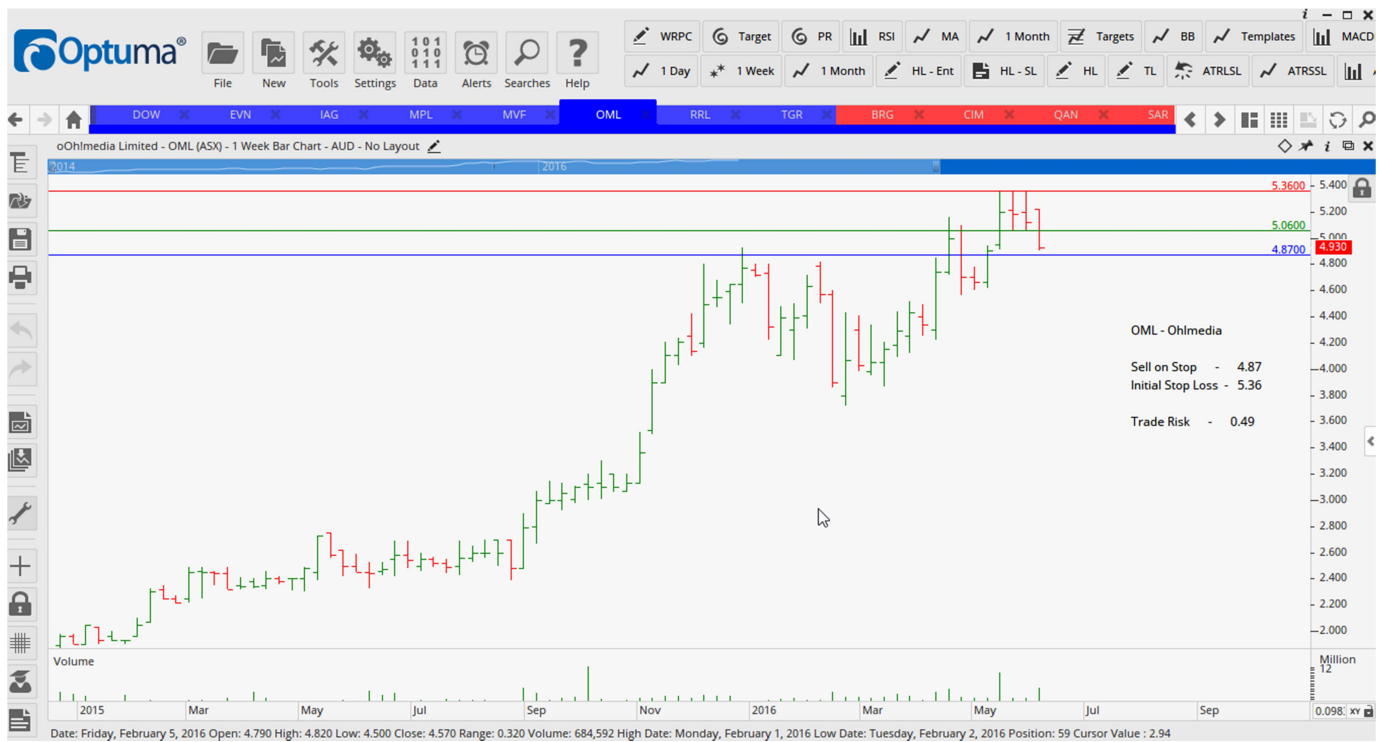 Optuma®
File
New
Tools
Settings
101 010 111
Data
Alerts
Searches
Help
WRPC
Target
PR
RSI
MA
1 Month
Targets
BB
Templates
MACD
1 Day
1 Week
1 Month
HL - Ent
HL - SL
HL
TL
ATRLSL
ATRSSL
DOW
EVN
IAG
MPL
MVF
OML
RRL
TGR
BRG
CIM
QAN
SAR
oOh!media Limited - OML (ASX) - 1 Week Bar Chart - AUD - No Layout
2014
2016
5.3600
5.0600
4.8700
5.400
5.200
5.000
4.930
4.800
4.600
4.400
4.200
4.000
3.800
3.600
3.400
3.200
3.000
2.800
2.600
2.400
2.200
2.000
OML - Ohlmedia
Sell on Stop - 4.87
Initial Stop Loss - 5.36
Trade Risk - 0.49
Volume
Million
12
2015 Mar May Jul Sep Nov 2016 Mar May Jul Sep
XY
Date: Friday, February 5, 2016 Open: 4.790 High: 4.820 Low: 4.500 Close: 4.570 Range: 0.320 Volume: 684,592 High Date: Monday, February 1, 2016 Low Date: Tuesday, February 2, 2016 Position: 59 Cursor Value : 2.94